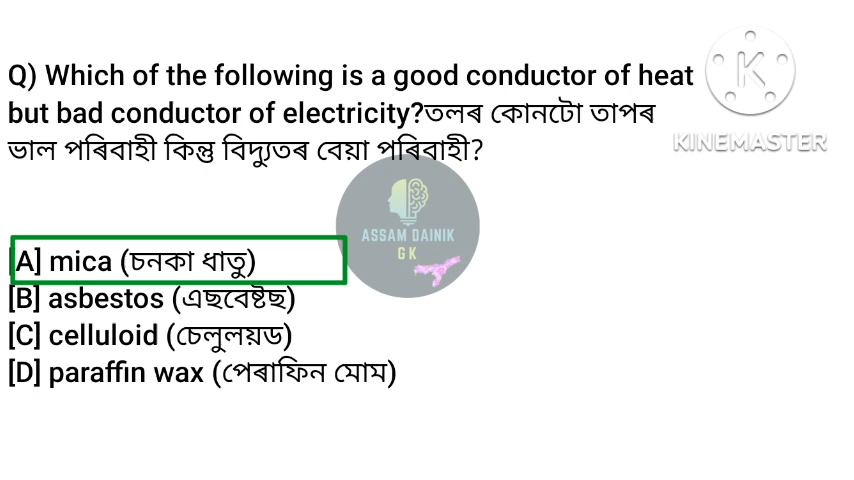 Q) Which of the following is a good conductor of heat
but bad conductor of electricity?তলৰ কোনটো তাপৰ
ভাল পৰিবাহী কিন্তু বিদ্যুতৰ বেয়া পৰিবাহী?
K
KINEMASTER
ASSAM DAINIK
GK
[A] mica (চনকা ধাতু)
[B] asbestos (এছবেষ্টছ)
[C] celluloid (চেলুলয়ড)
[D] paraffin wax (পেৰাফিন মোম)